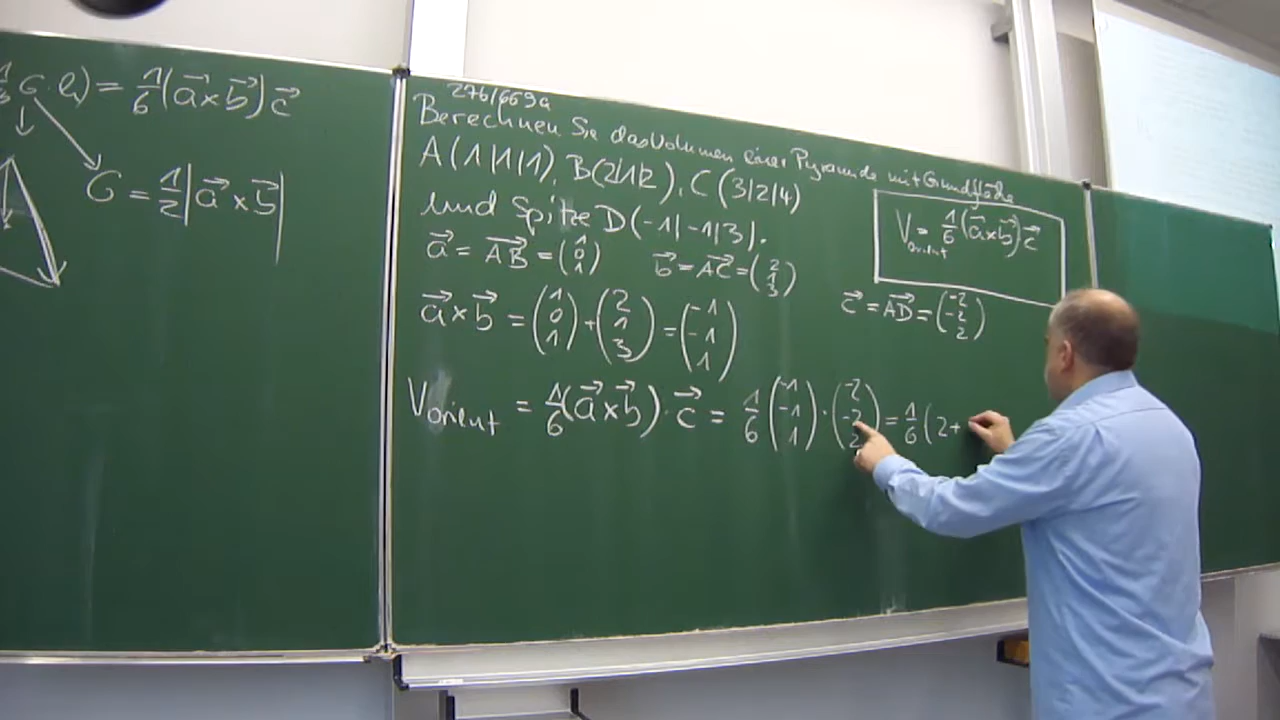 G · h) = 1/6 (a⃗ × b⃗) c⃗
G = 1/2 |a⃗ × b⃗|
276/669a
Berechnen Sie das Volumen einer Pyramide mit Grundfläche
A(1|1|1), B(2|1|2), C(3|2|4)
und Spitze D(-1|-1|3).
V_orient = 1/6 (a⃗ × b⃗) c⃗
a⃗ = AB⃗ = (1 0 1) b⃗ = AC⃗ = (2 1 3)
c⃗ = AD⃗ = (-2 -2 2)
a⃗ × b⃗ = (1 0 1) × (2 1 3) = (-1 -1 1)
V_orient = 1/6 (a⃗ × b⃗) · c⃗ = 1/6 (-1 -1 1) · (-2 -2 2) = 1/6 (2+